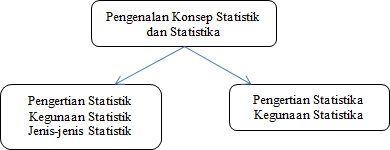 Pengenalan Konsep Statistik
dan Statistika
Pengertian Statistik
Kegunaan Statistik
Jenis-jenis Statistik
Pengertian Statistika
Kegunaan Statistika